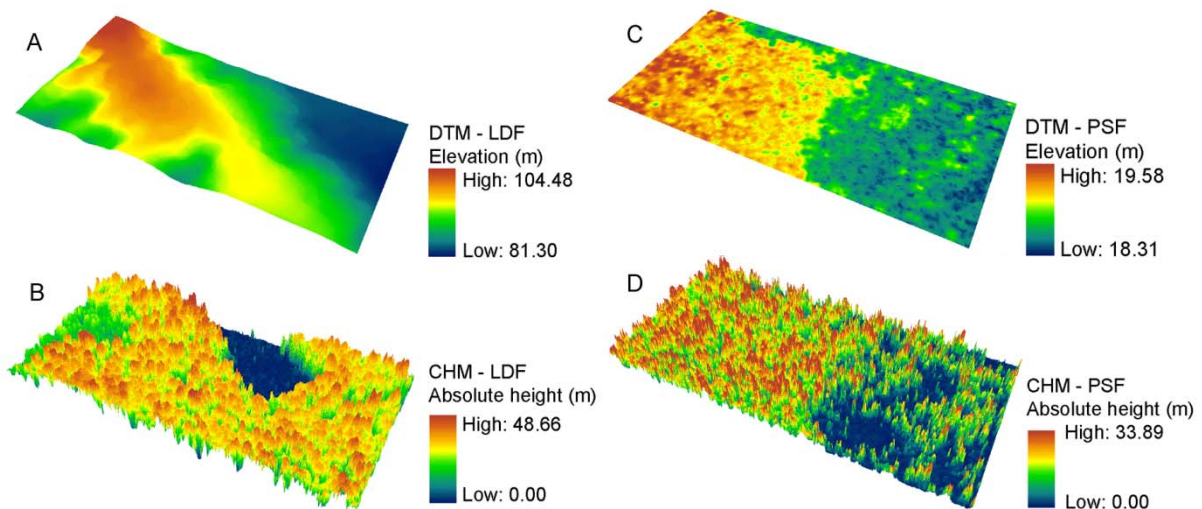 A
DTM - LDF
Elevation (m)
High: 104.48
Low: 81.30
B
CHM - LDF
Absolute height (m)
High: 48.66
Low: 0.00
C
DTM - PSF
Elevation (m)
High: 19.58
Low: 18.31
D
CHM - PSF
Absolute height (m)
High: 33.89
Low: 0.00